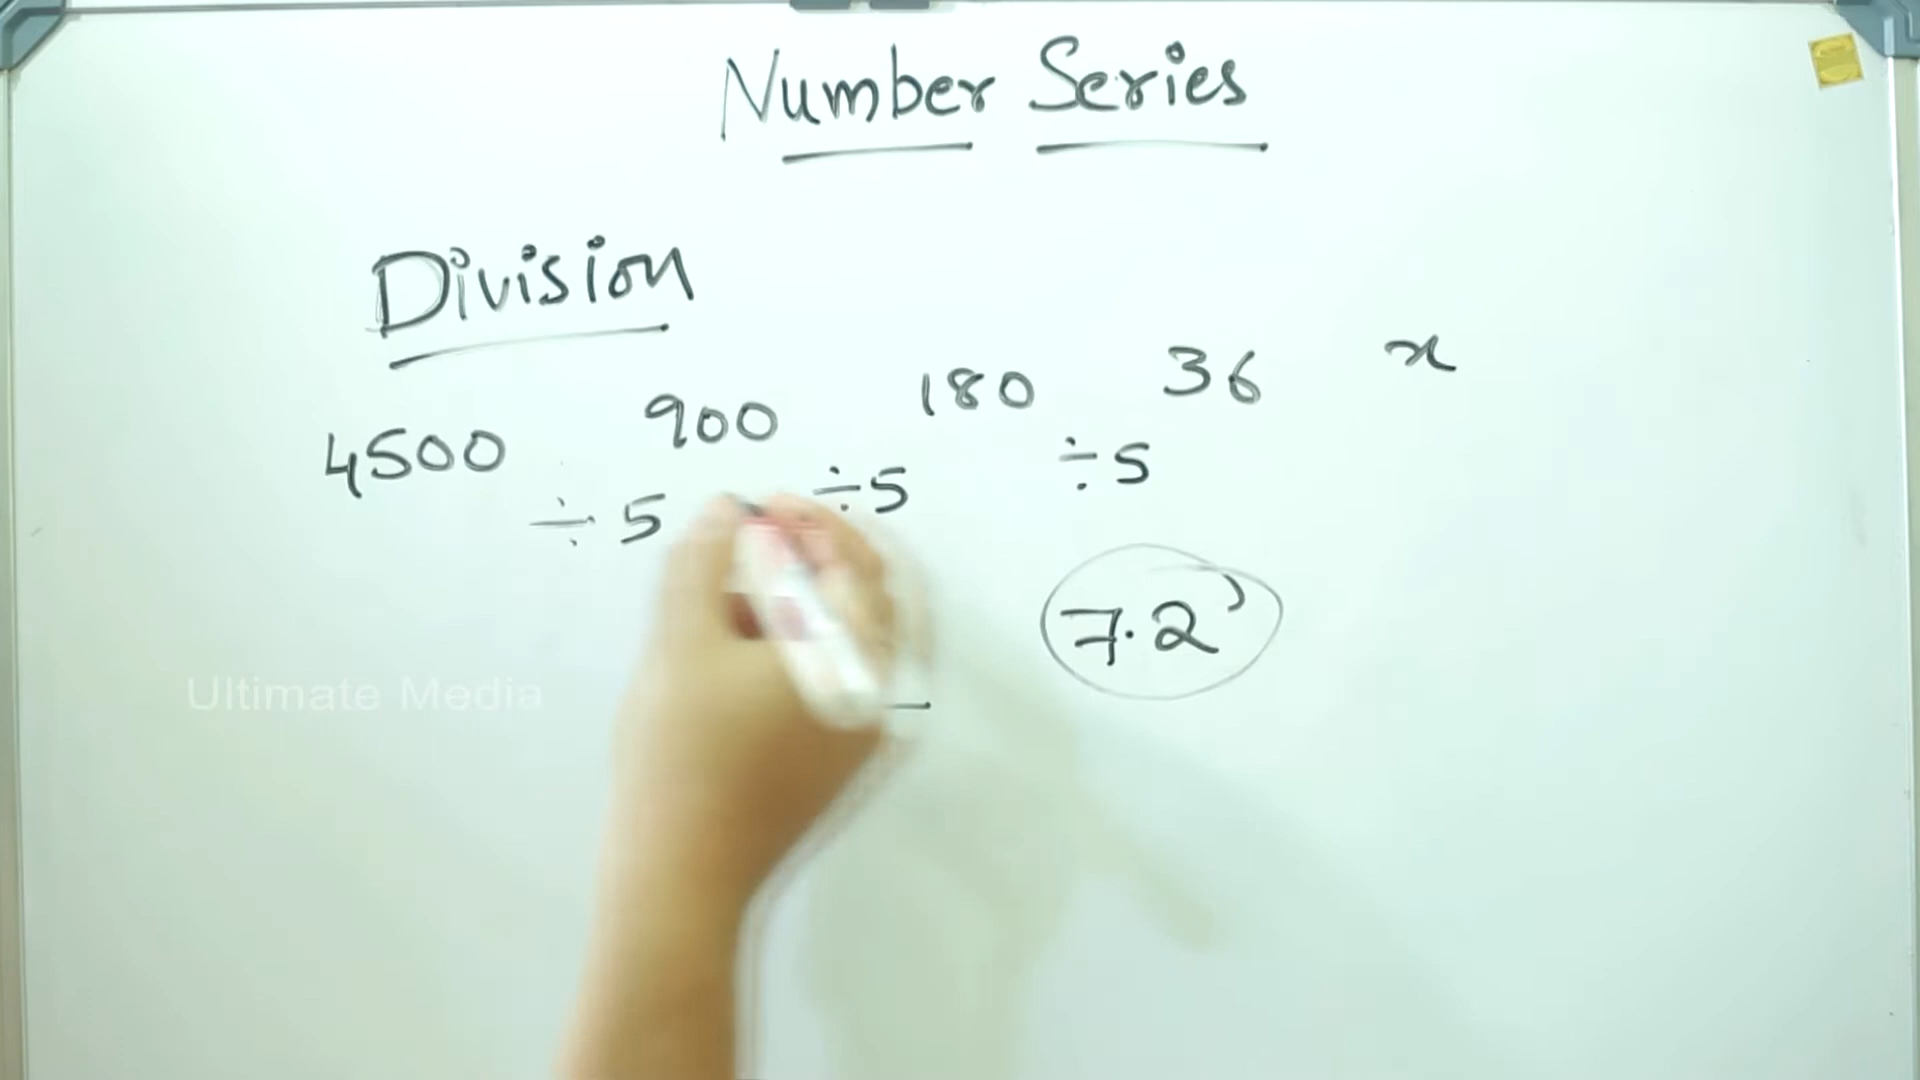 Number Series
Division
4500 900 180 36 x
÷ 5 ÷5 ÷5
7.2
Ultimate Media